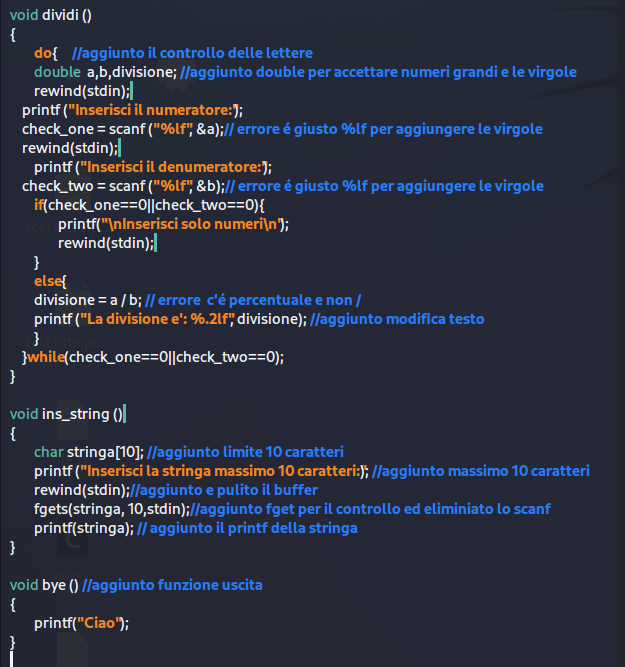 void dividi ()
{
do{ //aggiunto il controllo delle lettere
double a,b,divisione; //aggiunto double per accettare numeri grandi e le virgole
rewind(stdin);
printf ("Inserisci il numeratore:");
check_one = scanf ("%lf", &a);// errore é giusto %lf per aggiungere le virgole
rewind(stdin);
printf ("Inserisci il denumeratore:");
check_two = scanf ("%lf", &b);// errore é giusto %lf per aggiungere le virgole
if(check_one==0||check_two==0){
printf("\nInserisci solo numeri\n");
rewind(stdin);
}
else{
divisione = a / b; // errore c'é percentuale e non /
printf ("La divisione e': %.2lf", divisione); //aggiunto modifica testo
}
}while(check_one==0||check_two==0);
}
void ins_string ()
{
char stringa[10]; //aggiunto limite 10 caratteri
printf ("Inserisci la stringa massimo 10 caratteri:"); //aggiunto massimo 10 caratteri
rewind(stdin);//aggiunto e pulito il buffer
fgets(stringa, 10,stdin);//aggiunto fget per il controllo ed eliminiato lo scanf
printf(stringa); // aggiunto il printf della stringa
}
void bye () //aggiunto funzione uscita
{
printf("Ciao");
}